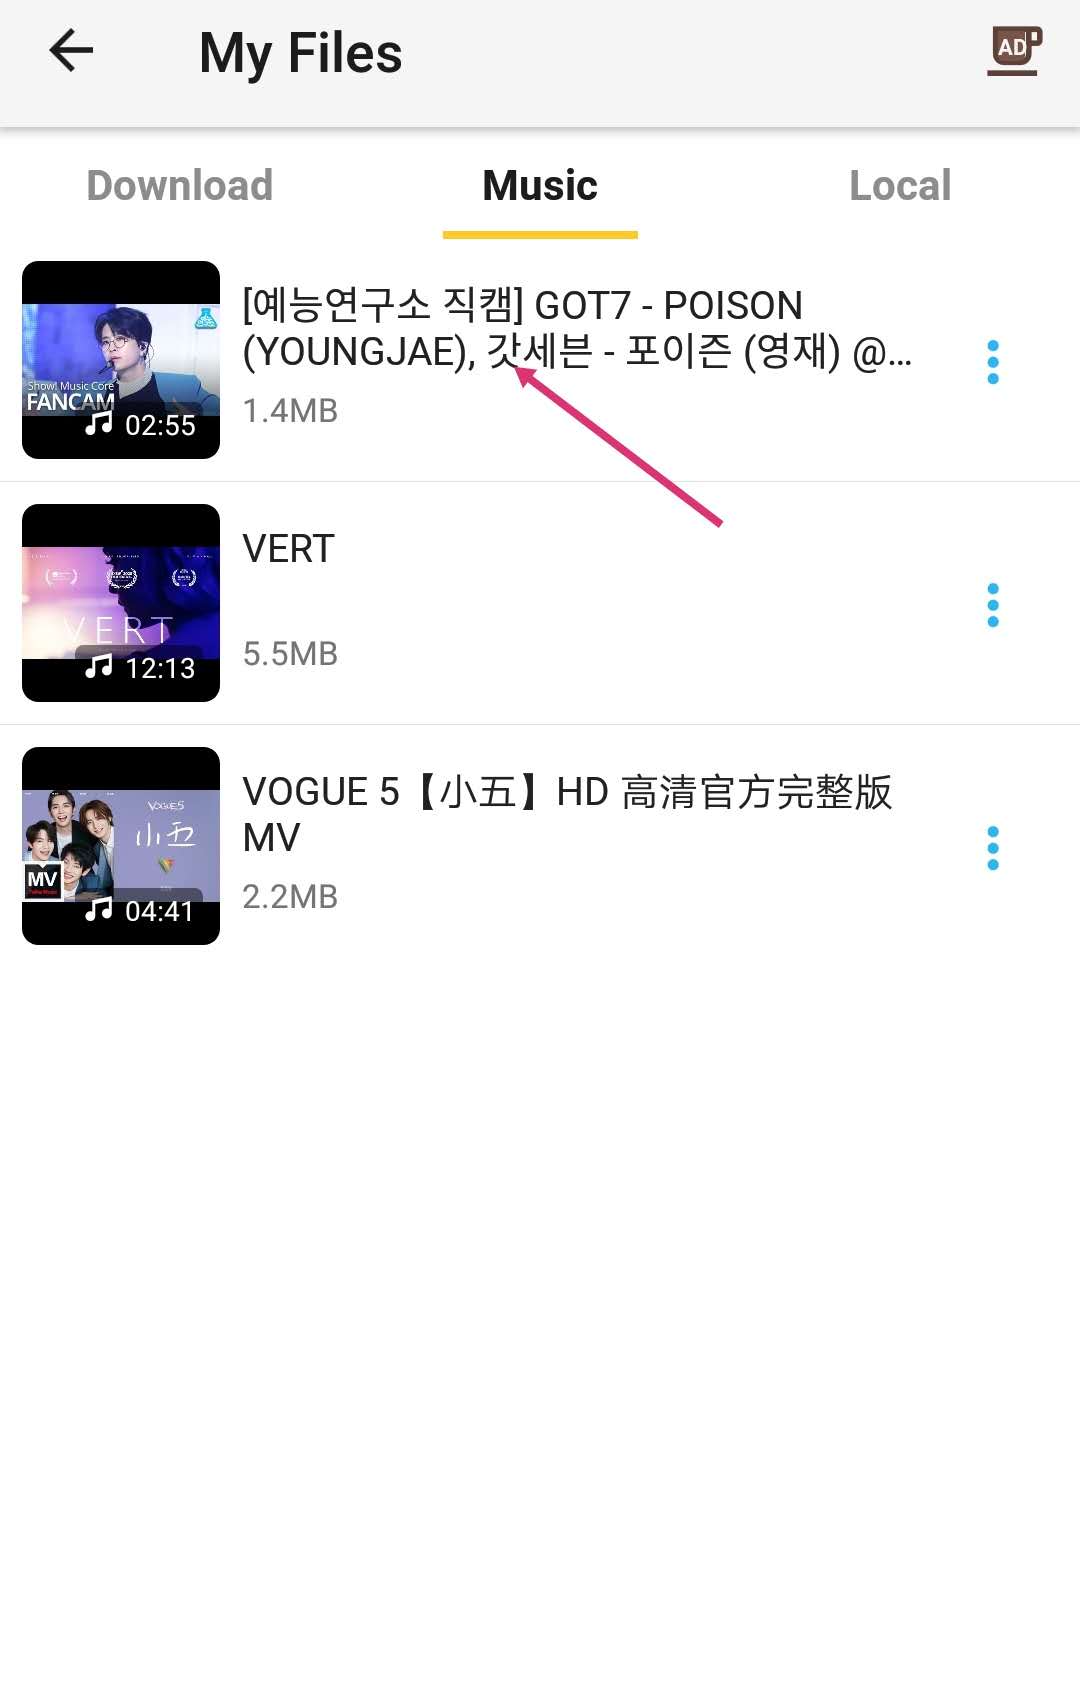 My Files
AD
Download
Music
Local
[예능연구소 직캠] GOT7 - POISON
(YOUNGJAE), 갓세븐 - 포이즌 (영재) @...
1.4MB
Show! Music Core
FANCAM
02:55
VERT
5.5MB
VERT
12:13
VOGUE 5【小五】HD 高清官方完整版
MV
2.2MB
VOGUE5
小五
MV
04:41